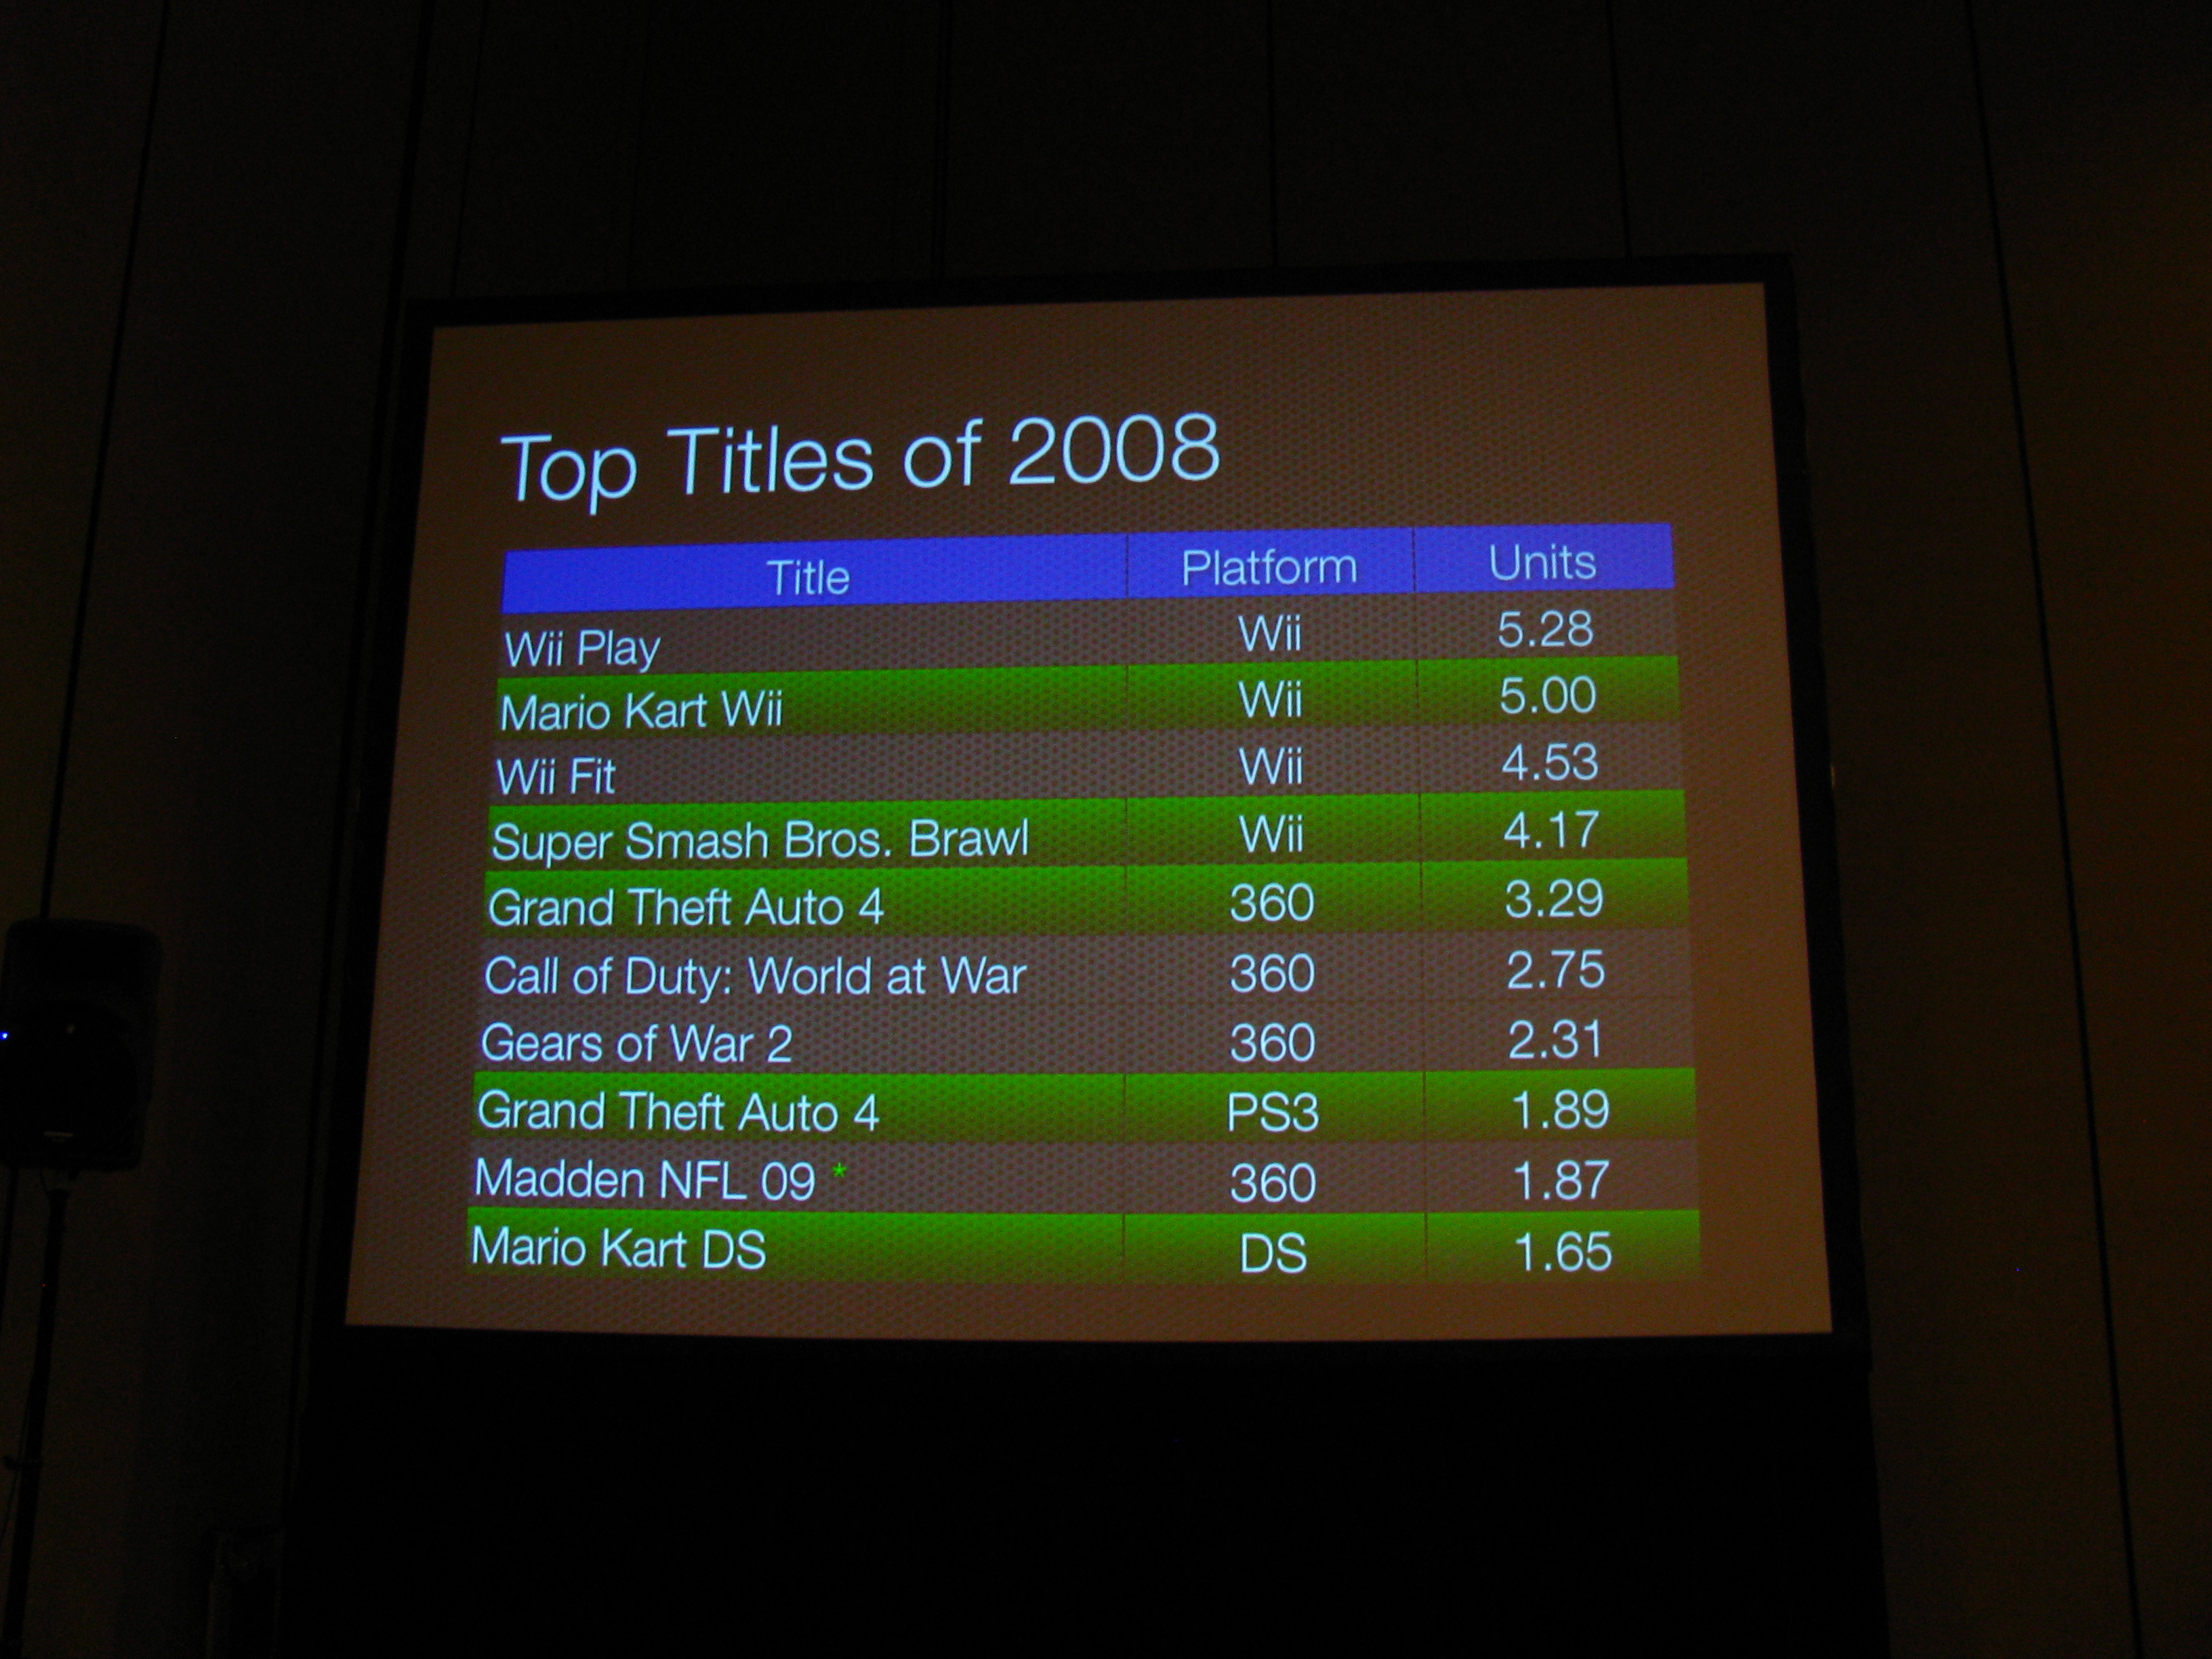 Top Titles of 2008
Title Platform Units
Wii Play Wii 5.28
Mario Kart Wii Wii 5.00
Wii Fit Wii 4.53
Super Smash Bros. Brawl Wii 4.17
Grand Theft Auto 4 360 3.29
Call of Duty: World at War 360 2.75
Gears of War 2 360 2.31
Grand Theft Auto 4 PS3 1.89
Madden NFL 09 * 360 1.87
Mario Kart DS DS 1.65